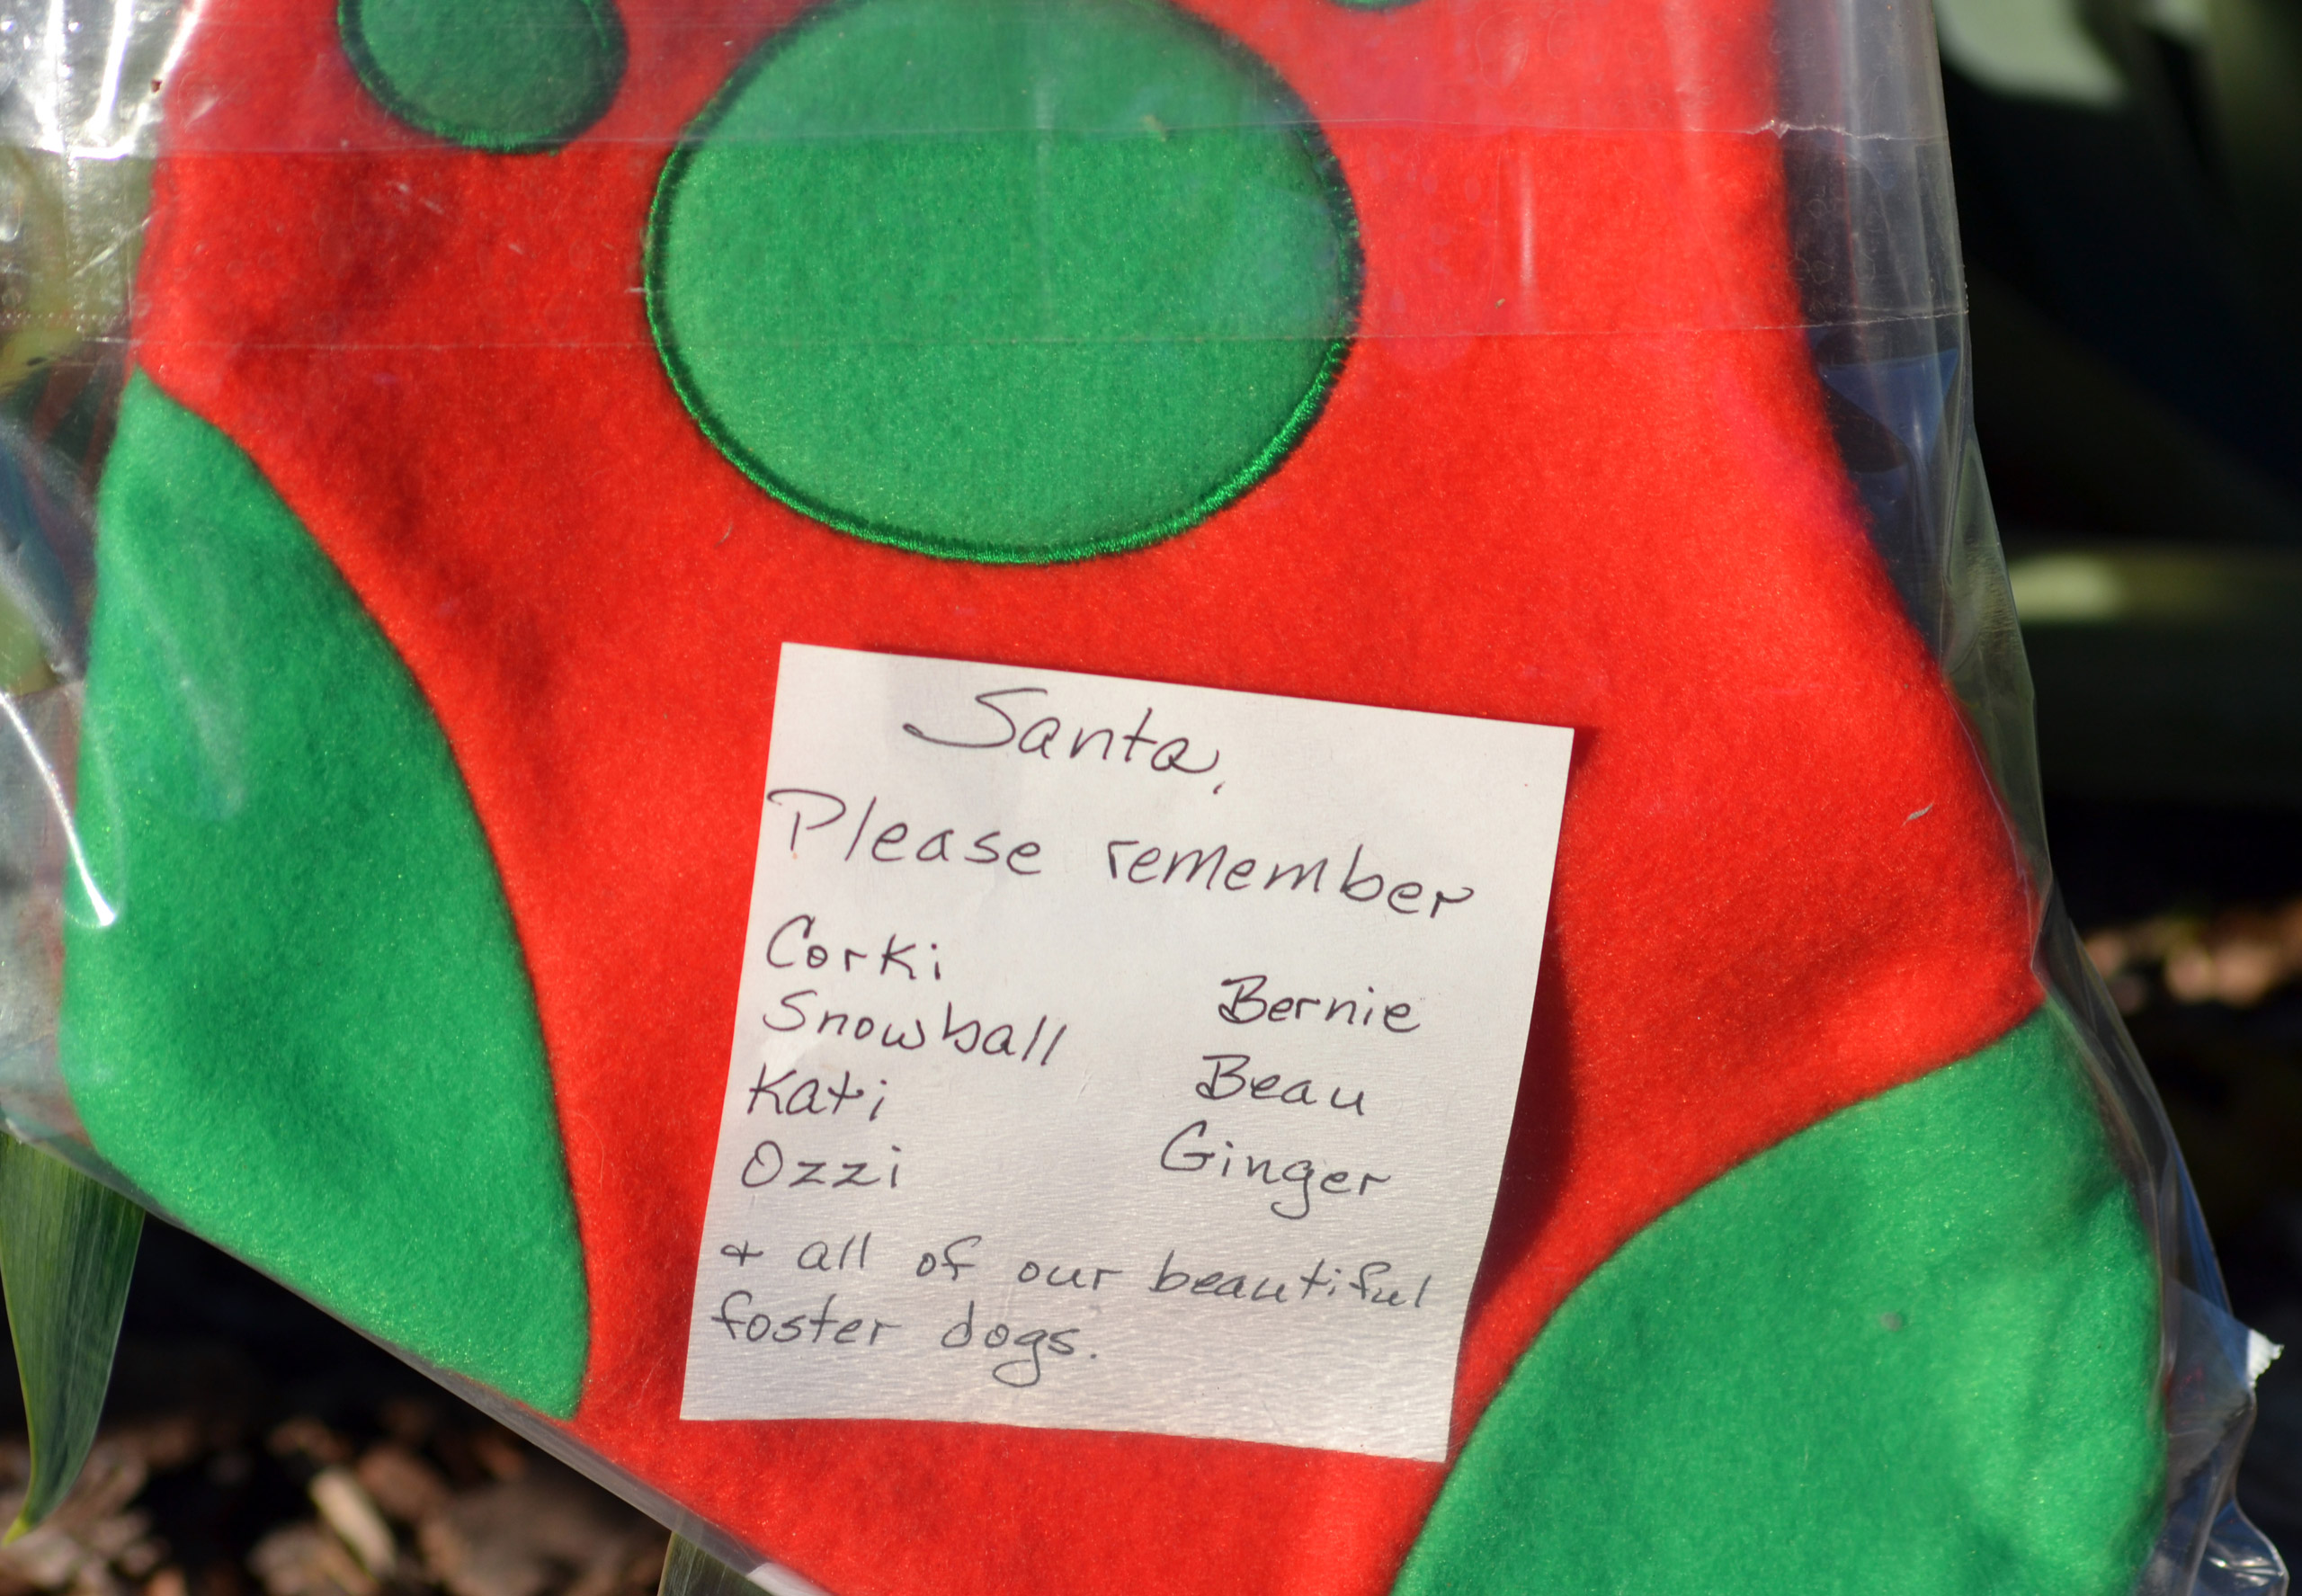 Santa,
Please remember
Corki
Snowball
Kati
Ozzi
Bernie
Beau
Ginger
+ all of our beautiful
foster dogs.